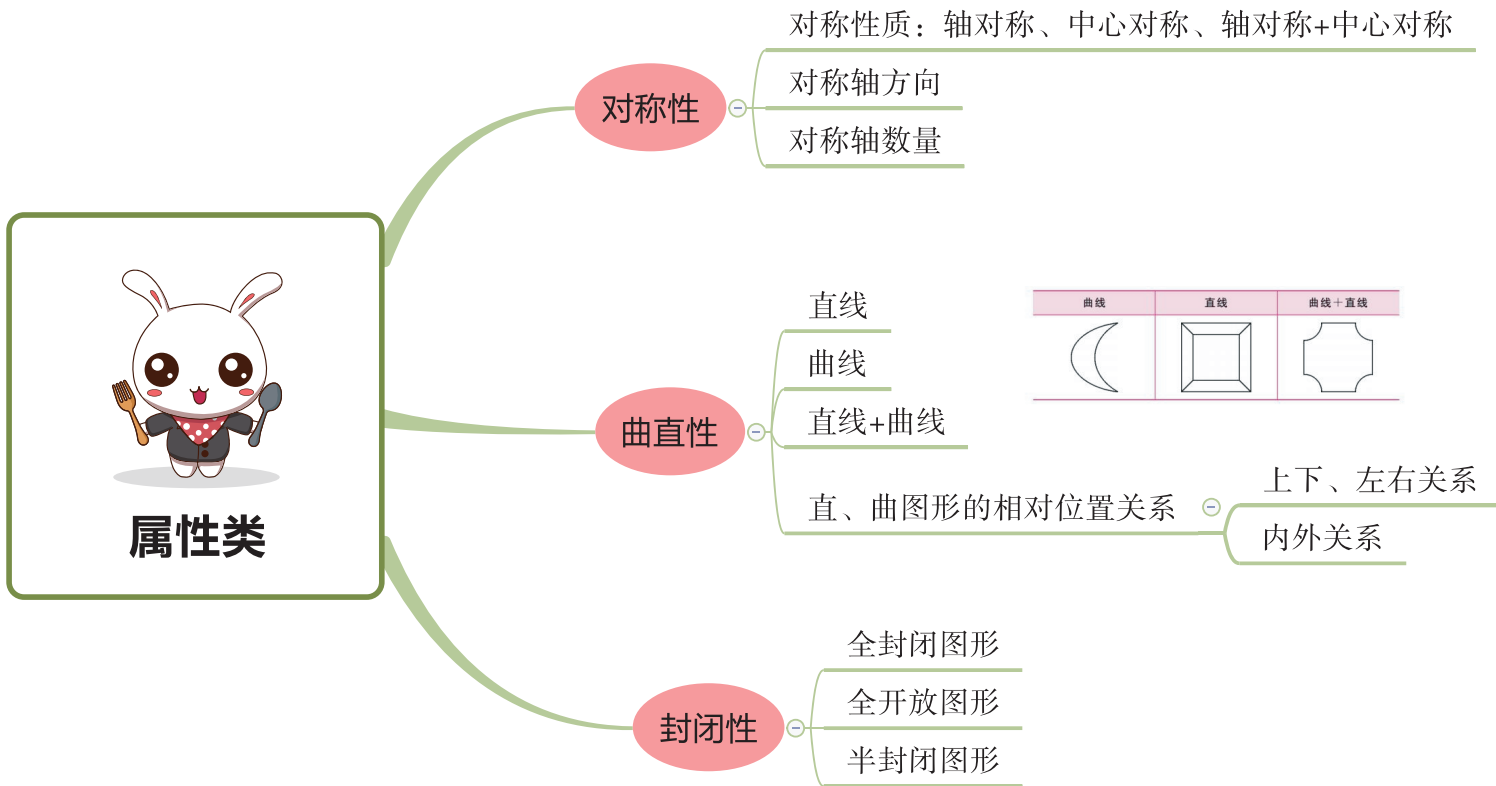 属性类
对称性
对称性质：轴对称、中心对称、轴对称+中心对称
对称轴方向
对称轴数量
曲直性
直线
曲线
直线+曲线
直、曲图形的相对位置关系
上下、左右关系
内外关系
曲线 直线 曲线＋直线
封闭性
全封闭图形
全开放图形
半封闭图形